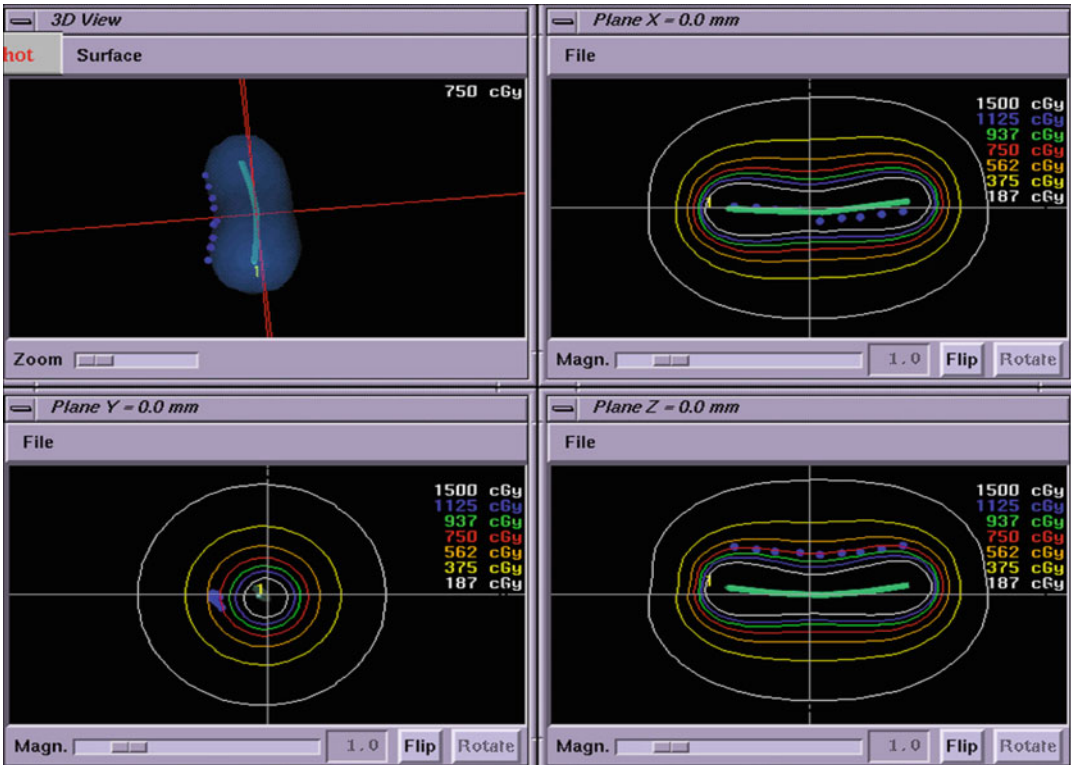 3D View
hot Surface
750 cGy
1
Zoom
Plane X = 0.0 mm
File
1500 cGy
1125 cGy
937 cGy
750 cGy
562 cGy
375 cGy
187 cGy
1
Magn. 1.0 Flip Rotate
Plane Y = 0.0 mm
File
1500 cGy
1125 cGy
937 cGy
750 cGy
562 cGy
375 cGy
187 cGy
1
Magn. 1.0 Flip Rotate
Plane Z = 0.0 mm
File
1500 cGy
1125 cGy
937 cGy
750 cGy
562 cGy
375 cGy
187 cGy
1
Magn. 1.0 Flip Rotate